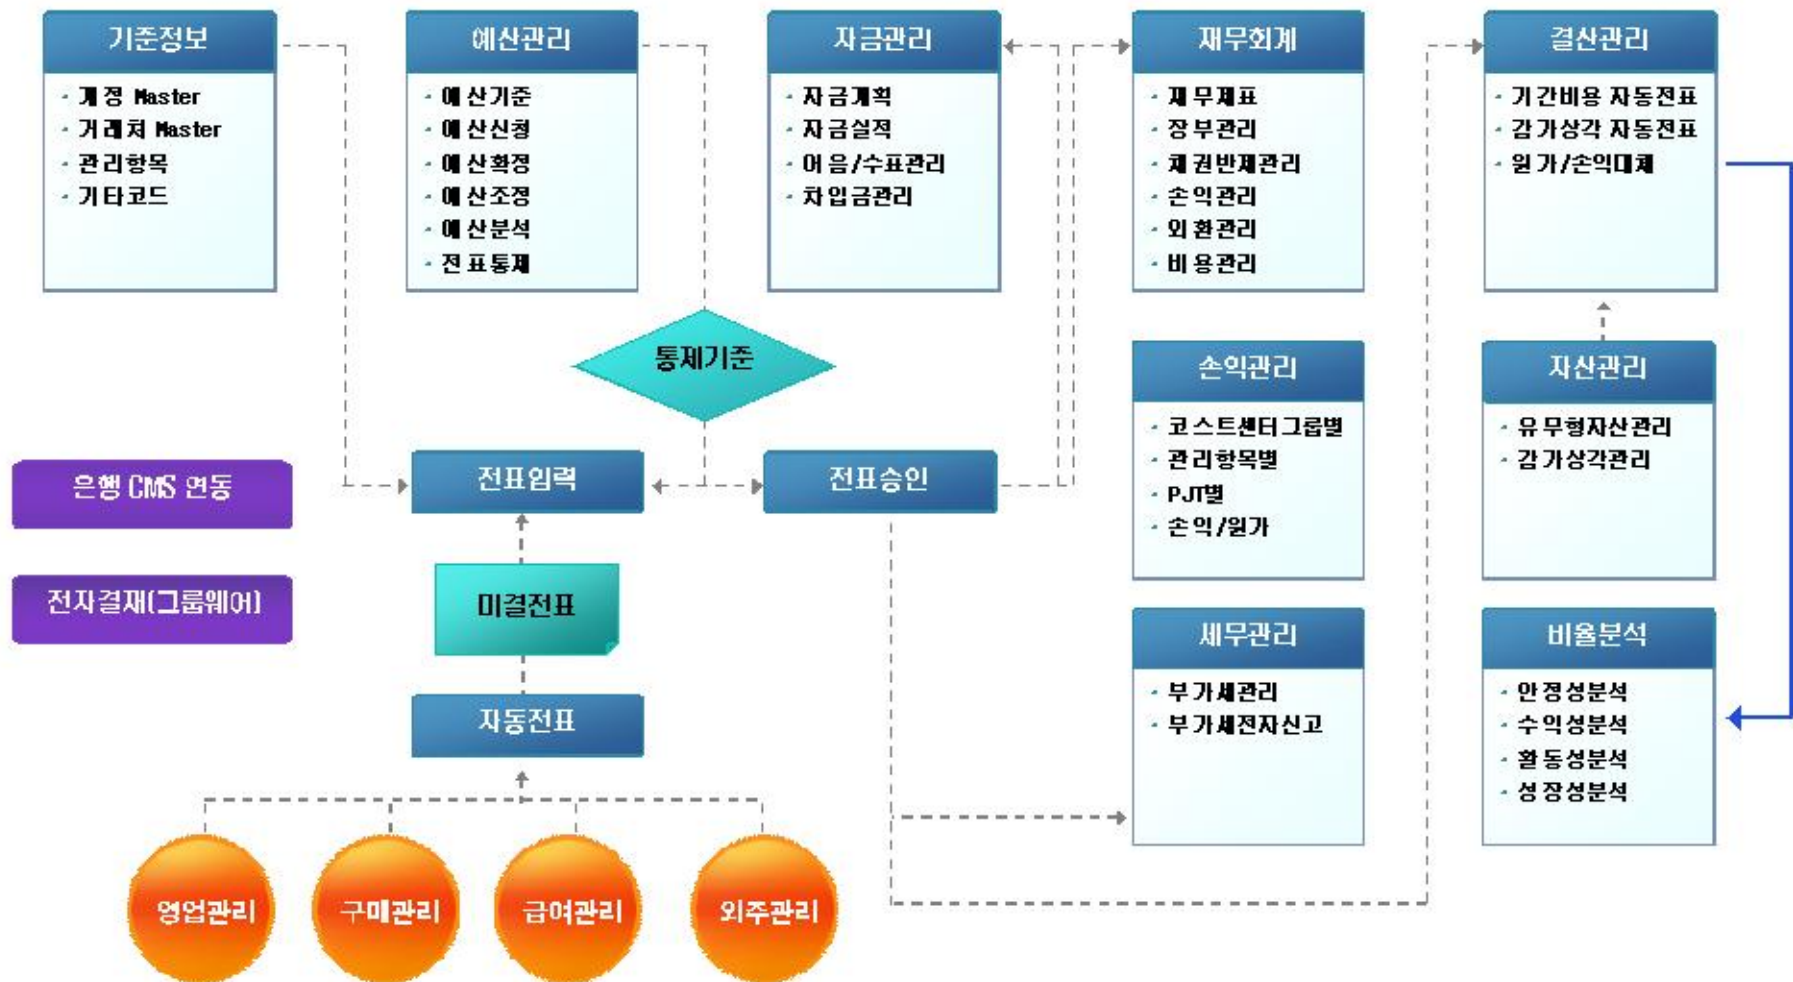 기준정보
· 계정 Master
· 거래처 Master
· 관리항목
· 기타코드
예산관리
· 예산기준
· 예산신청
· 예산확정
· 예산조정
· 예산분석
· 전표통제
자금관리
· 자금계획
· 자금실적
· 어음/수표관리
· 차입금관리
재무회계
· 재무제표
· 장부관리
· 채권반제관리
· 손익관리
· 외환관리
· 비용관리
결산관리
· 기간비용 자동전표
· 감가상각 자동전표
· 원가/손익대체
통제기준
손익관리
· 코스트센터그룹별
· 관리항목별
· PJT별
· 손익/원가
자산관리
· 유무형자산관리
· 감가상각관리
은행 CMS 연동
전표입력
전표승인
전자결재(그룹웨어)
미결전표
세무관리
· 부가세관리
· 부가세전자신고
비율분석
· 안정성분석
· 수익성분석
· 활동성분석
· 성장성분석
자동전표
영업관리
구매관리
급여관리
외주관리